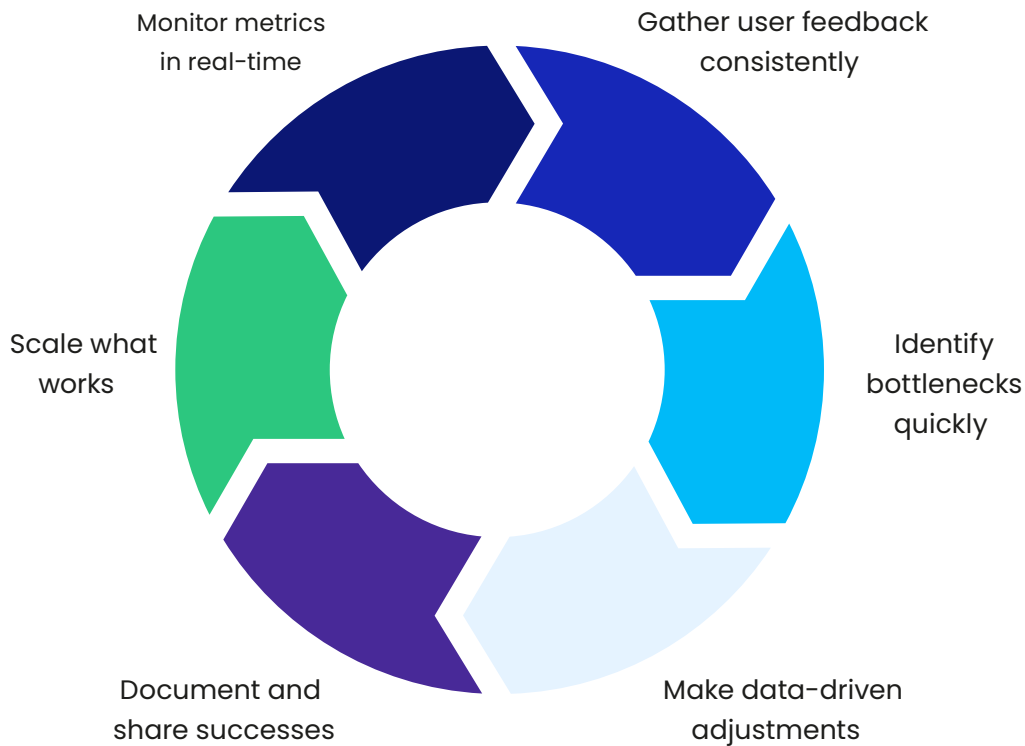 Monitor metrics
in real-time
Gather user feedback
consistently
Identify
bottlenecks
quickly
Make data-driven
adjustments
Document and
share successes
Scale what
works